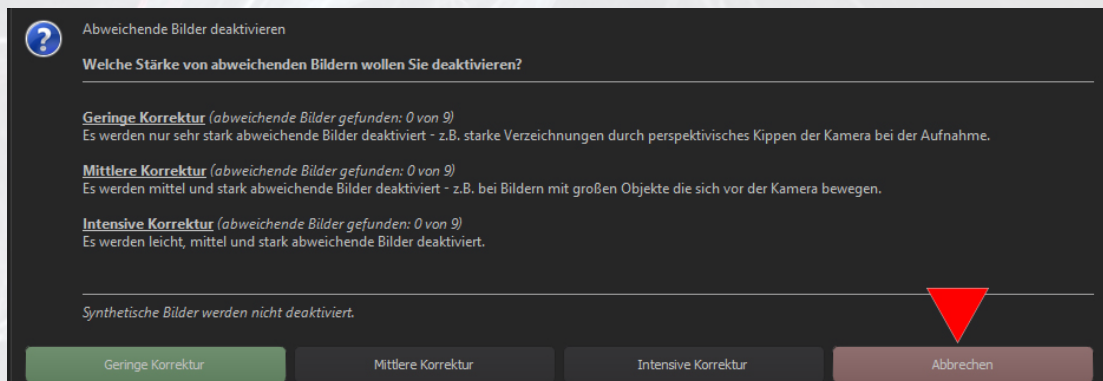 Abweichende Bilder deaktivieren
Welche Stärke von abweichenden Bildern wollen Sie deaktivieren?
Geringe Korrektur (abweichende Bilder gefunden: 0 von 9)
Es werden nur sehr stark abweichende Bilder deaktiviert - z.B. starke Verzeichnungen durch perspektivisches Kippen der Kamera bei der Aufnahme.
Mittlere Korrektur (abweichende Bilder gefunden: 0 von 9)
Es werden mittel und stark abweichende Bilder deaktiviert - z.B. bei Bildern mit großen Objekte die sich vor der Kamera bewegen.
Intensive Korrektur (abweichende Bilder gefunden: 0 von 9)
Es werden leicht, mittel und stark abweichende Bilder deaktiviert.
Synthetische Bilder werden nicht deaktiviert.
Geringe Korrektur Mittlere Korrektur Intensive Korrektur Abbrechen